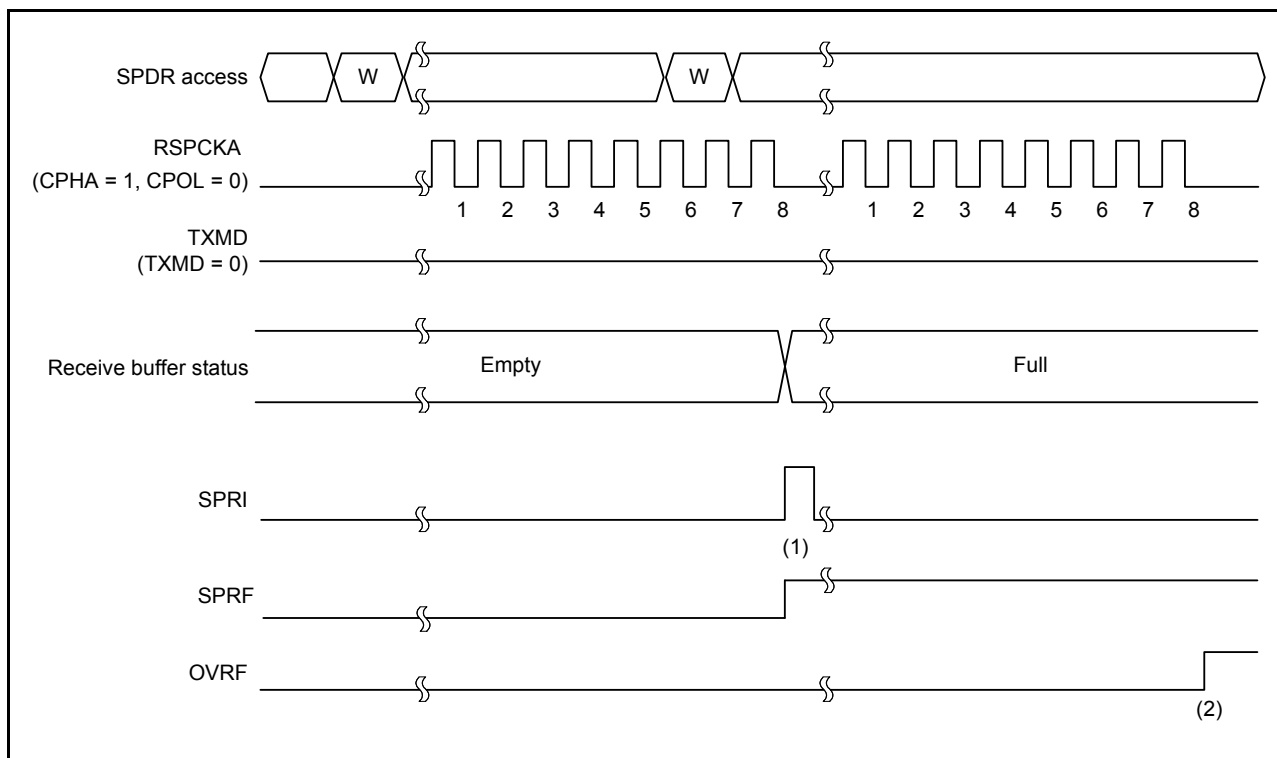 SPDR access
W
W
RSPCKA
(CPHA = 1, CPOL = 0)
1 2 3 4 5 6 7 8 1 2 3 4 5 6 7 8
TXMD
(TXMD = 0)
Receive buffer status
Empty
Full
SPRI
(1)
SPRF
OVRF
(2)